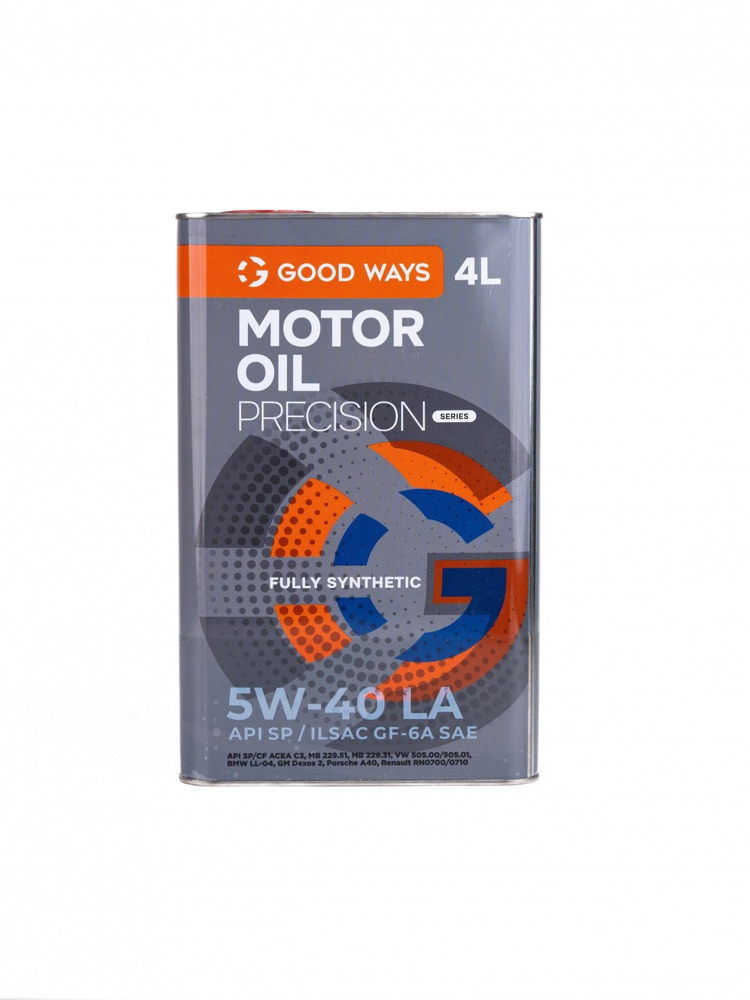 GOOD WAYS 4L
MOTOR
OIL
PRECISION SERIES
FULLY SYNTHETIC
5W-40 LA
API SP / ILSAC GF-6A SAE
API SP/CF ACEA C3, MB 229.51, MB 229.31, VW 505.00/505.01,
BMW LL-04, GM Dexos 2, Porsche A40, Renault RN0700/0710